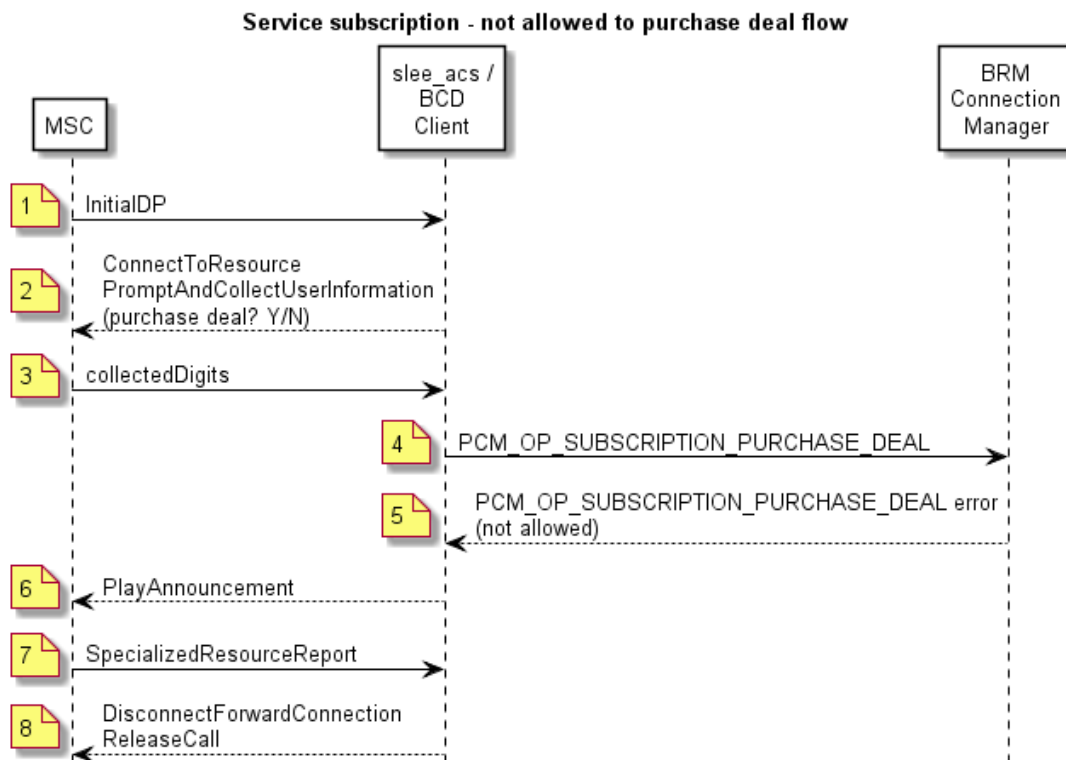 Service subscription - not allowed to purchase deal flow
MSC
slee_acs /
BCD
Client
BRM
Connection
Manager
1
InitialDP
2
ConnectToResource
PromptAndCollectUserInformation
(purchase deal? Y/N)
3
collectedDigits
4
PCM_OP_SUBSCRIPTION_PURCHASE_DEAL
5
PCM_OP_SUBSCRIPTION_PURCHASE_DEAL error
(not allowed)
6
PlayAnnouncement
7
SpecializedResourceReport
8
DisconnectForwardConnection
ReleaseCall